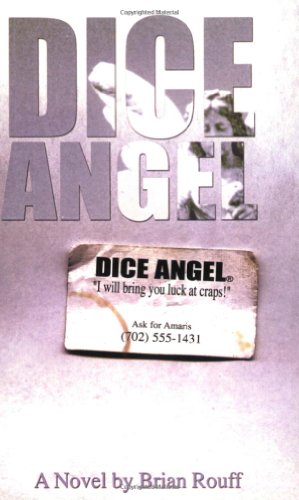 DICE
ANGEL
DICE ANGEL®
"I will bring you luck at craps!"
Ask for Amaris
(702) 555-1431
A Novel by Brian Rouff